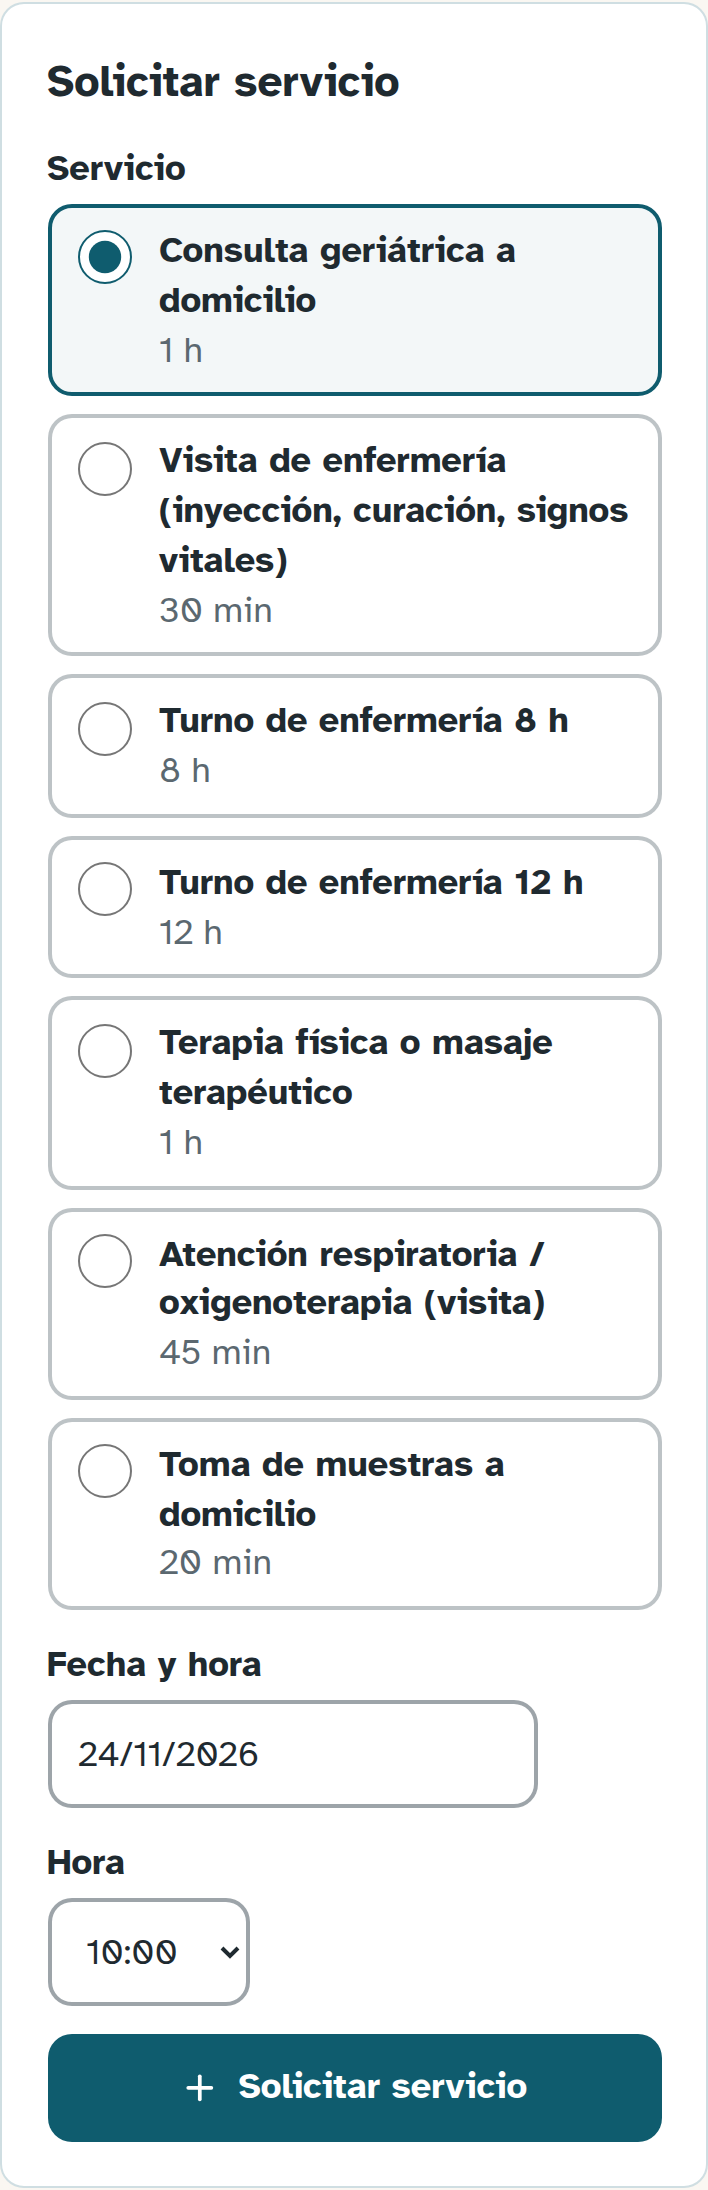 Solicitar servicio
Servicio
Consulta geriátrica a
domicilio
1 h
Visita de enfermería
(inyección, curación, signos
vitales)
30 min
Turno de enfermería 8 h
8 h
Turno de enfermería 12 h
12 h
Terapia física o masaje
terapéutico
1 h
Atención respiratoria /
oxigenoterapia (visita)
45 min
Toma de muestras a
domicilio
20 min
Fecha y hora
24/11/2026
Hora
10:00
+ Solicitar servicio